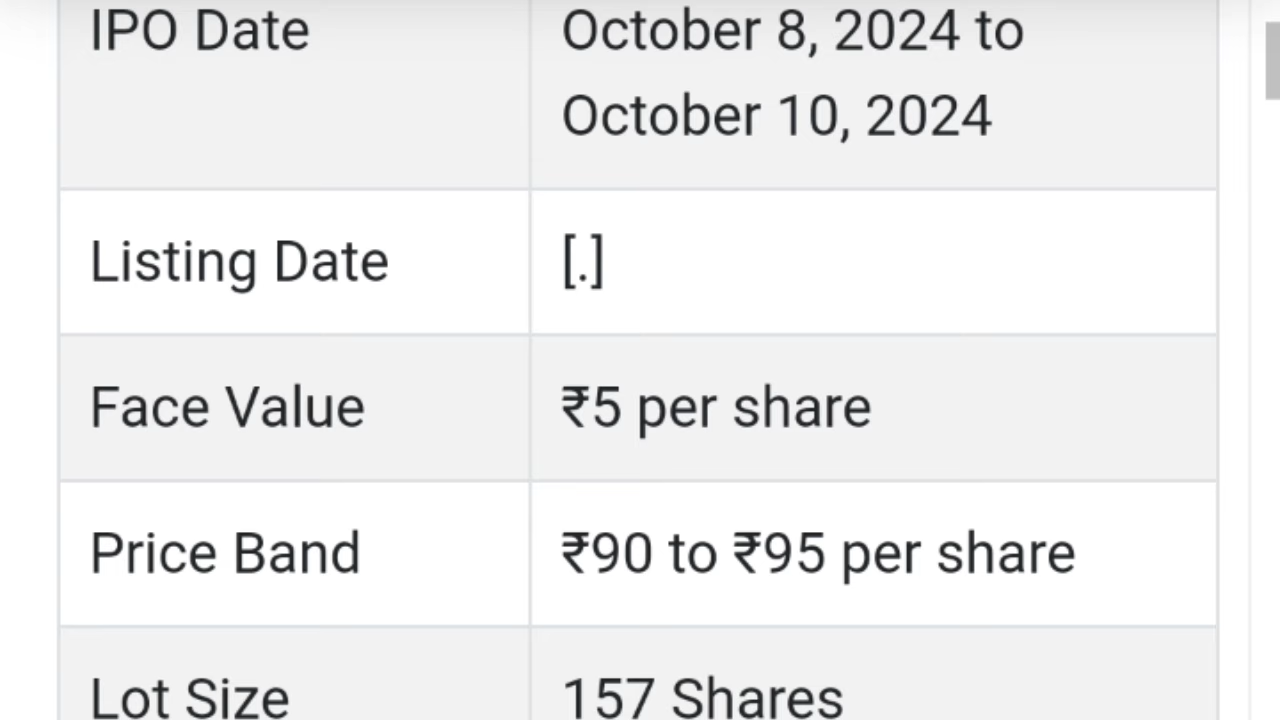 IPO Date
October 8, 2024 to
October 10, 2024
Listing Date
[.]
Face Value
₹5 per share
Price Band
₹90 to ₹95 per share
Lot Size
157 Shares